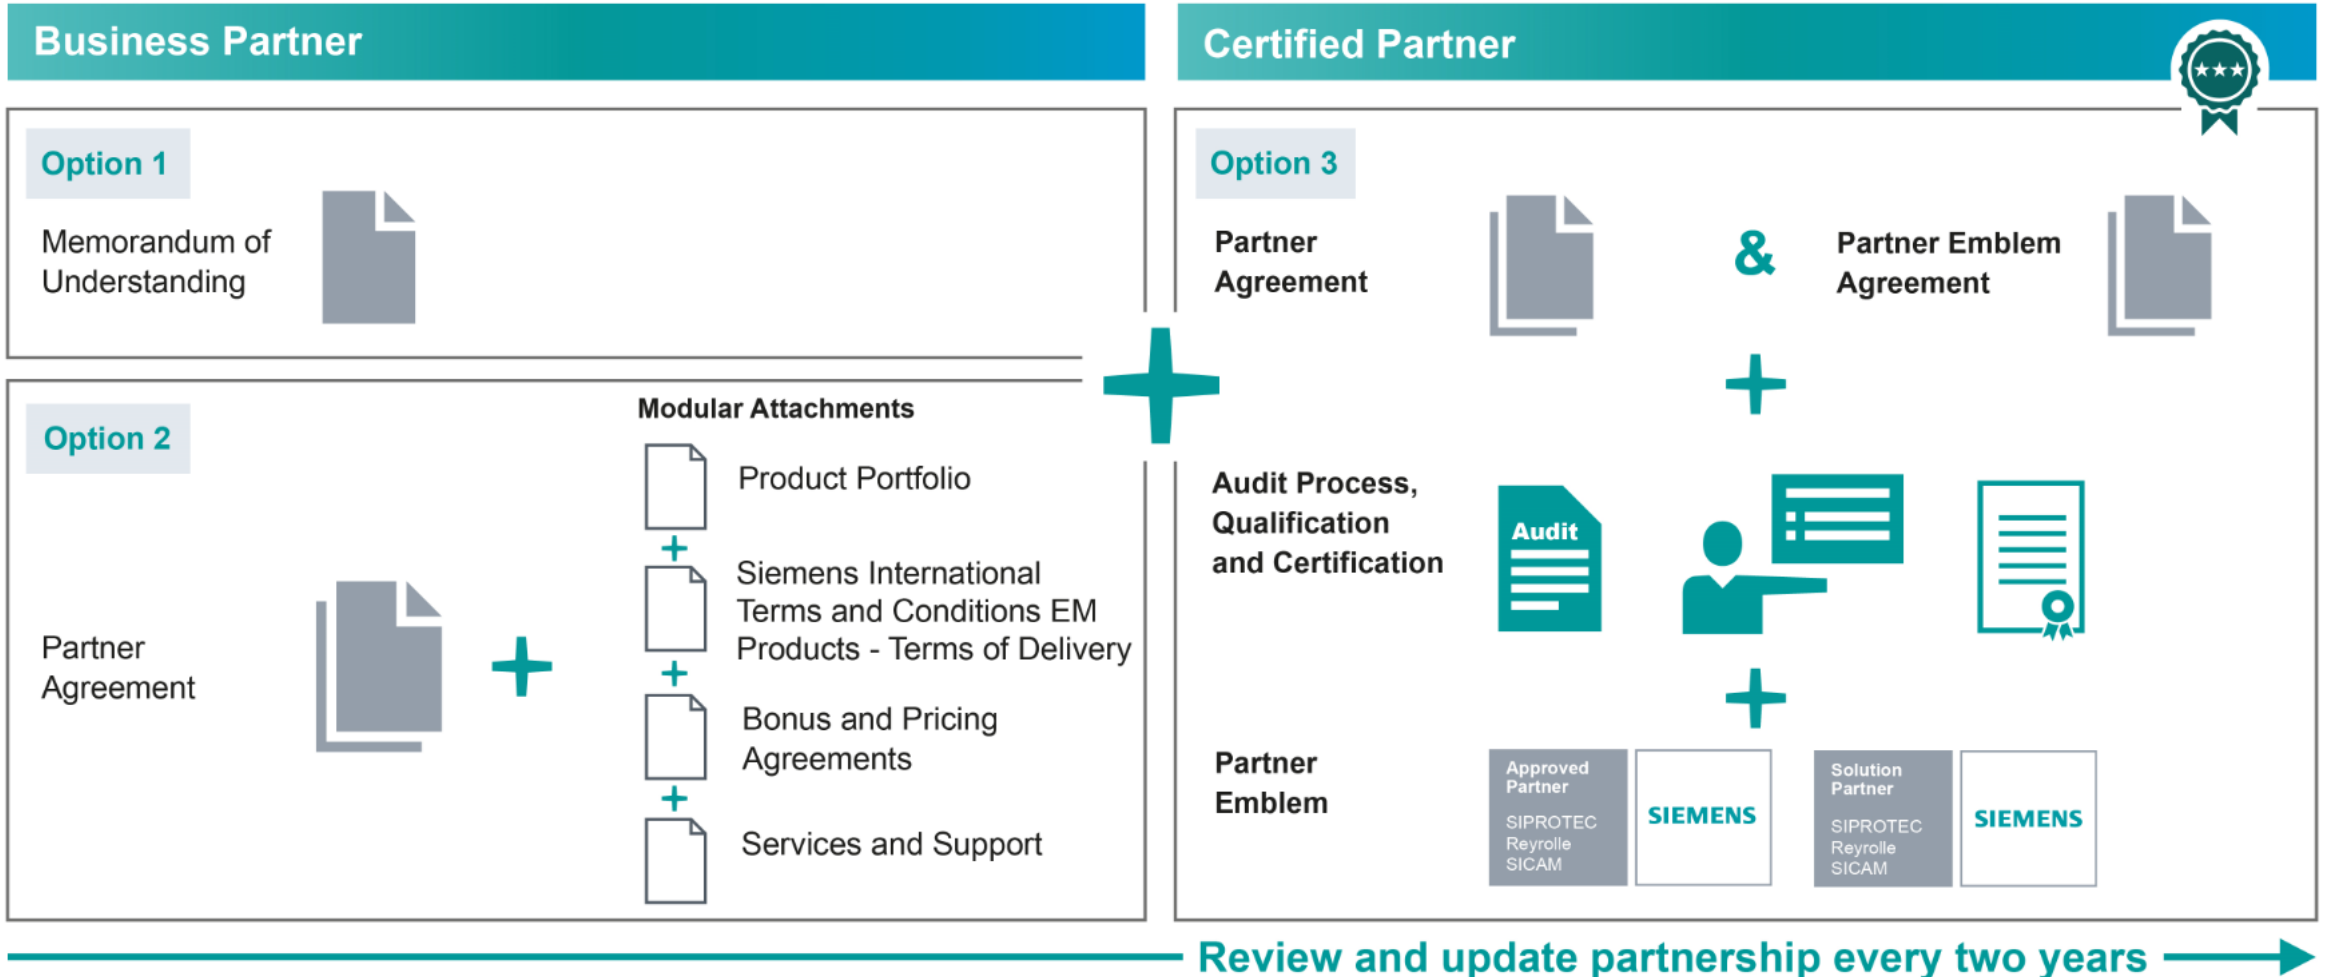 Business Partner
Option 1
Memorandum of
Understanding
Option 2
Partner
Agreement
Modular Attachments
Product Portfolio
Siemens International
Terms and Conditions EM
Products - Terms of Delivery
Bonus and Pricing
Agreements
Services and Support
Certified Partner
Option 3
Partner
Agreement
&
Partner Emblem
Agreement
Audit Process,
Qualification
and Certification
Audit
Partner
Emblem
Approved
Partner
SIPROTEC
Reyrolle
SICAM
SIEMENS
Solution
Partner
SIPROTEC
Reyrolle
SICAM
SIEMENS
Review and update partnership every two years